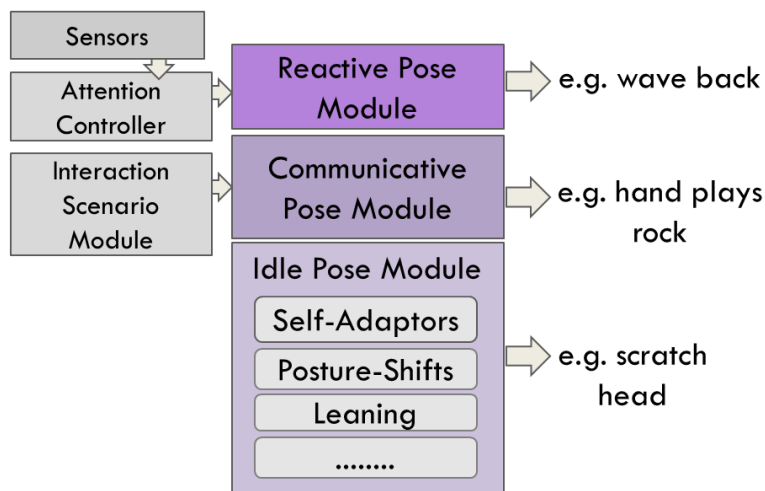 Sensors
Attention
Controller
Interaction
Scenario
Module
Reactive Pose
Module
Communicative
Pose Module
Idle Pose Module
Self-Adaptors
Posture-Shifts
Leaning
........
e.g. wave back
e.g. hand plays
rock
e.g. scratch
head